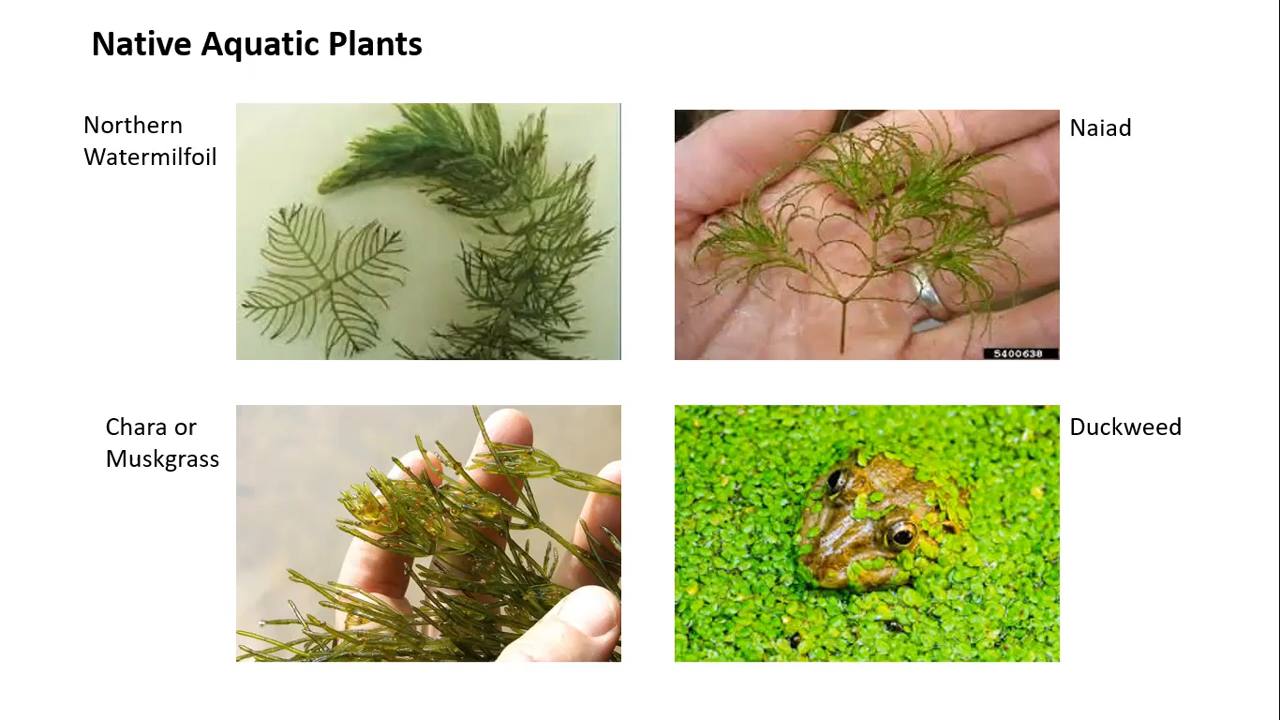 Native Aquatic Plants
Northern
Watermilfoil
Naiad
5400638
Chara or
Muskgrass
Duckweed